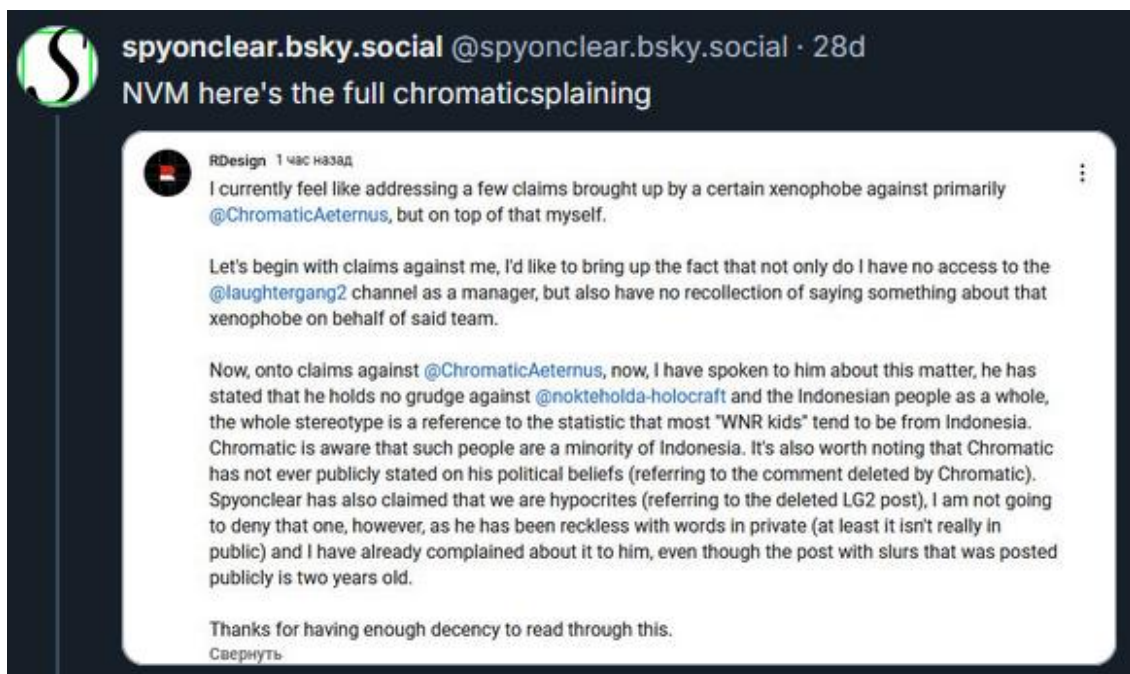 spyonclear.bsky.social @spyonclear.bsky.social · 28d
NVM here's the full chromaticsplaining
RDesign 1 час назад
I currently feel like addressing a few claims brought up by a certain xenophobe against primarily
@ChromaticAeternus, but on top of that myself.
Let's begin with claims against me, I'd like to bring up the fact that not only do I have no access to the
@laughtergang2 channel as a manager, but also have no recollection of saying something about that
xenophobe on behalf of said team.
Now, onto claims against @ChromaticAeternus, now, I have spoken to him about this matter, he has
stated that he holds no grudge against @nokteholda-holocraft and the Indonesian people as a whole,
the whole stereotype is a reference to the statistic that most "WNR kids" tend to be from Indonesia.
Chromatic is aware that such people are a minority of Indonesia. It's also worth noting that Chromatic
has not ever publicly stated on his political beliefs (referring to the comment deleted by Chromatic).
Spyonclear has also claimed that we are hypocrites (referring to the deleted LG2 post), I am not going
to deny that one, however, as he has been reckless with words in private (at least it isn't really in
public) and I have already complained about it to him, even though the post with slurs that was posted
publicly is two years old.
Thanks for having enough decency to read through this.
Свернуть